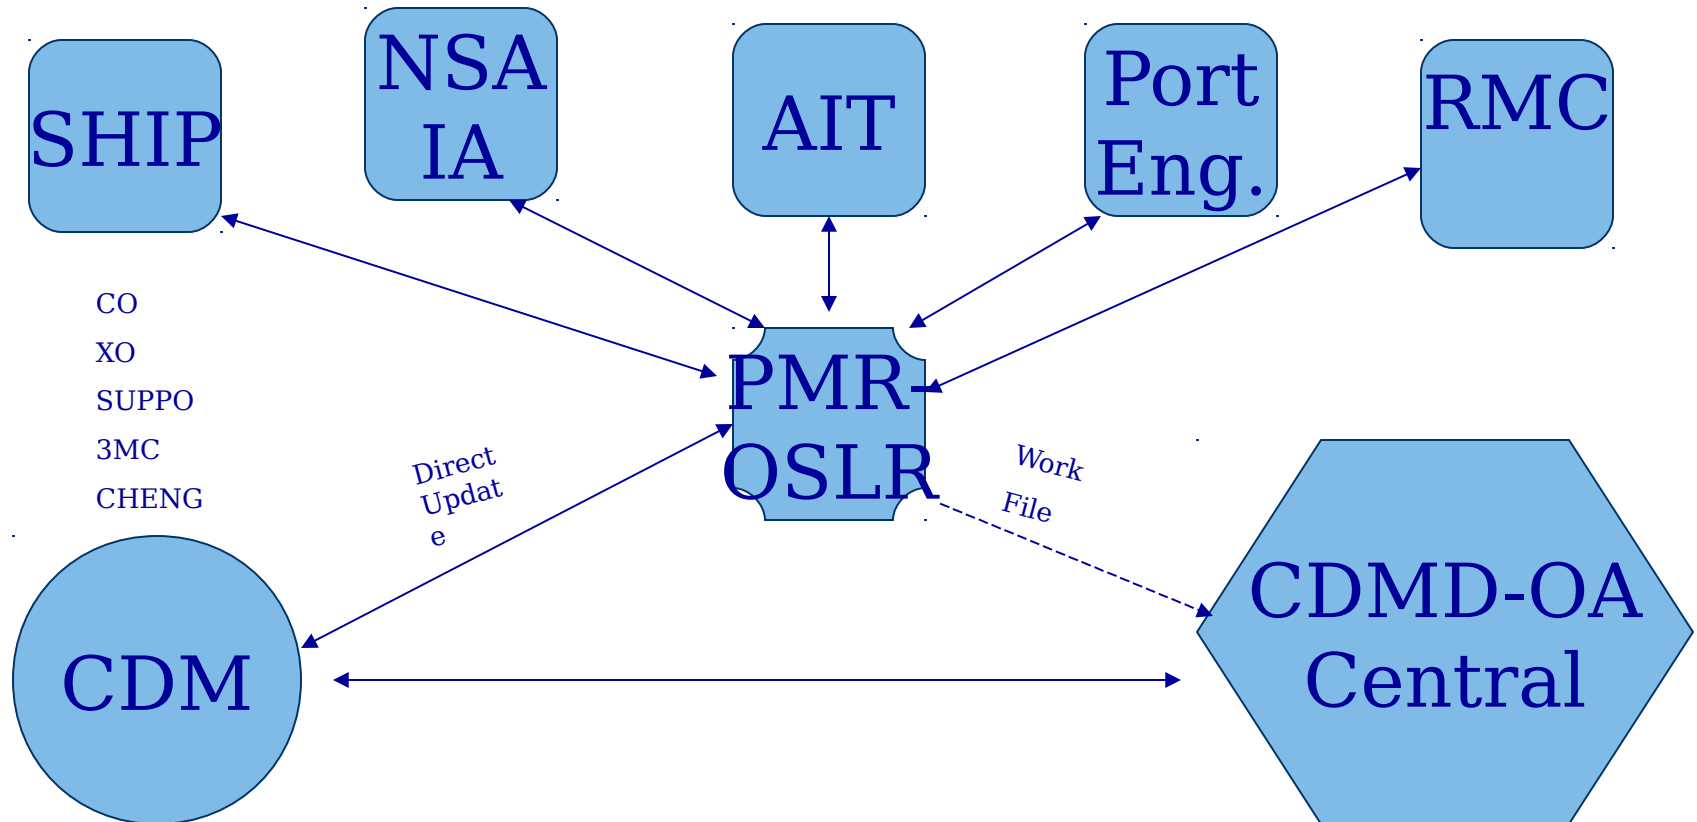 SHIP
NSA
IA
AIT
Port
Eng.
RMC
CO
XO
SUPPO
3MC
CHENG
PMR-
OSLR
Direct
Updat
e
Work
File
CDM
CDMD-OA
Central